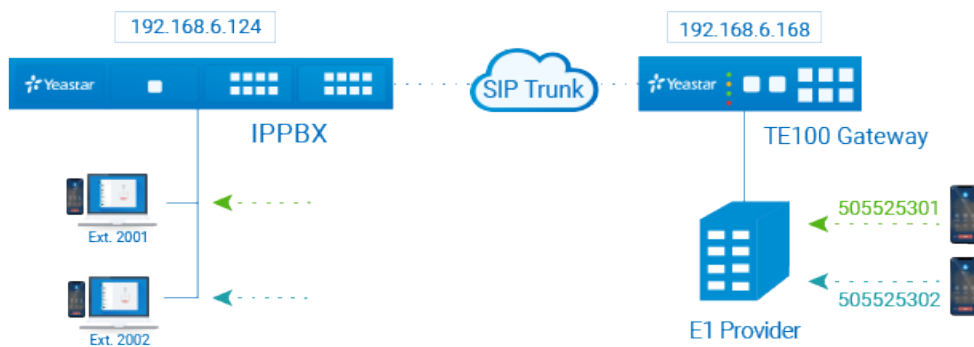 192.168.6.124
192.168.6.168
Yeastar
SIP Trunk
Yeastar
IPPBX
TE100 Gateway
505525301
Ext. 2001
505525302
E1 Provider
Ext. 2002